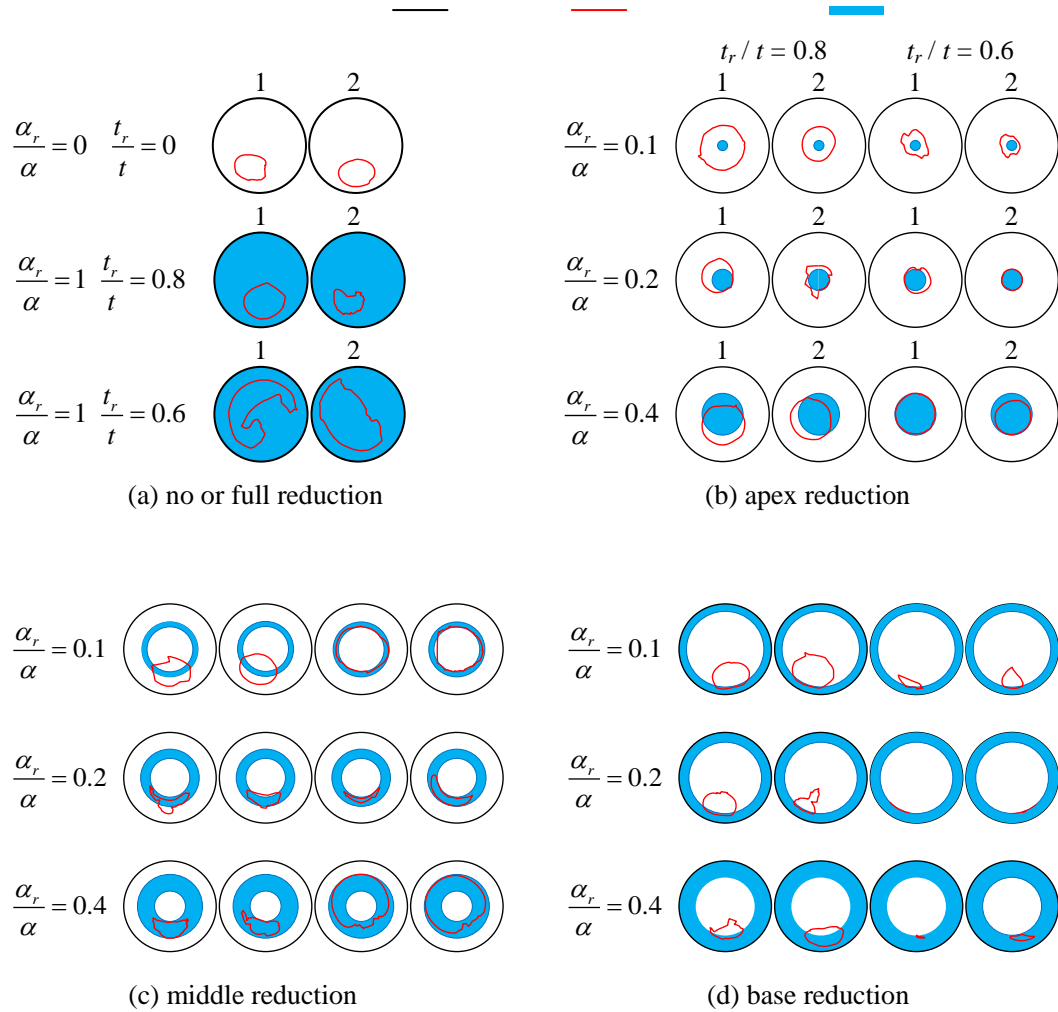 1 2
α_r/α = 0 t_r/t = 0
1 2
α_r/α = 1 t_r/t = 0.8
1 2
α_r/α = 1 t_r/t = 0.6
(a) no or full reduction
t_r / t = 0.8 t_r / t = 0.6
1 2 1 2
α_r/α = 0.1
1 2 1 2
α_r/α = 0.2
1 2 1 2
α_r/α = 0.4
(b) apex reduction
α_r/α = 0.1
α_r/α = 0.2
α_r/α = 0.4
(c) middle reduction
α_r/α = 0.1
α_r/α = 0.2
α_r/α = 0.4
(d) base reduction